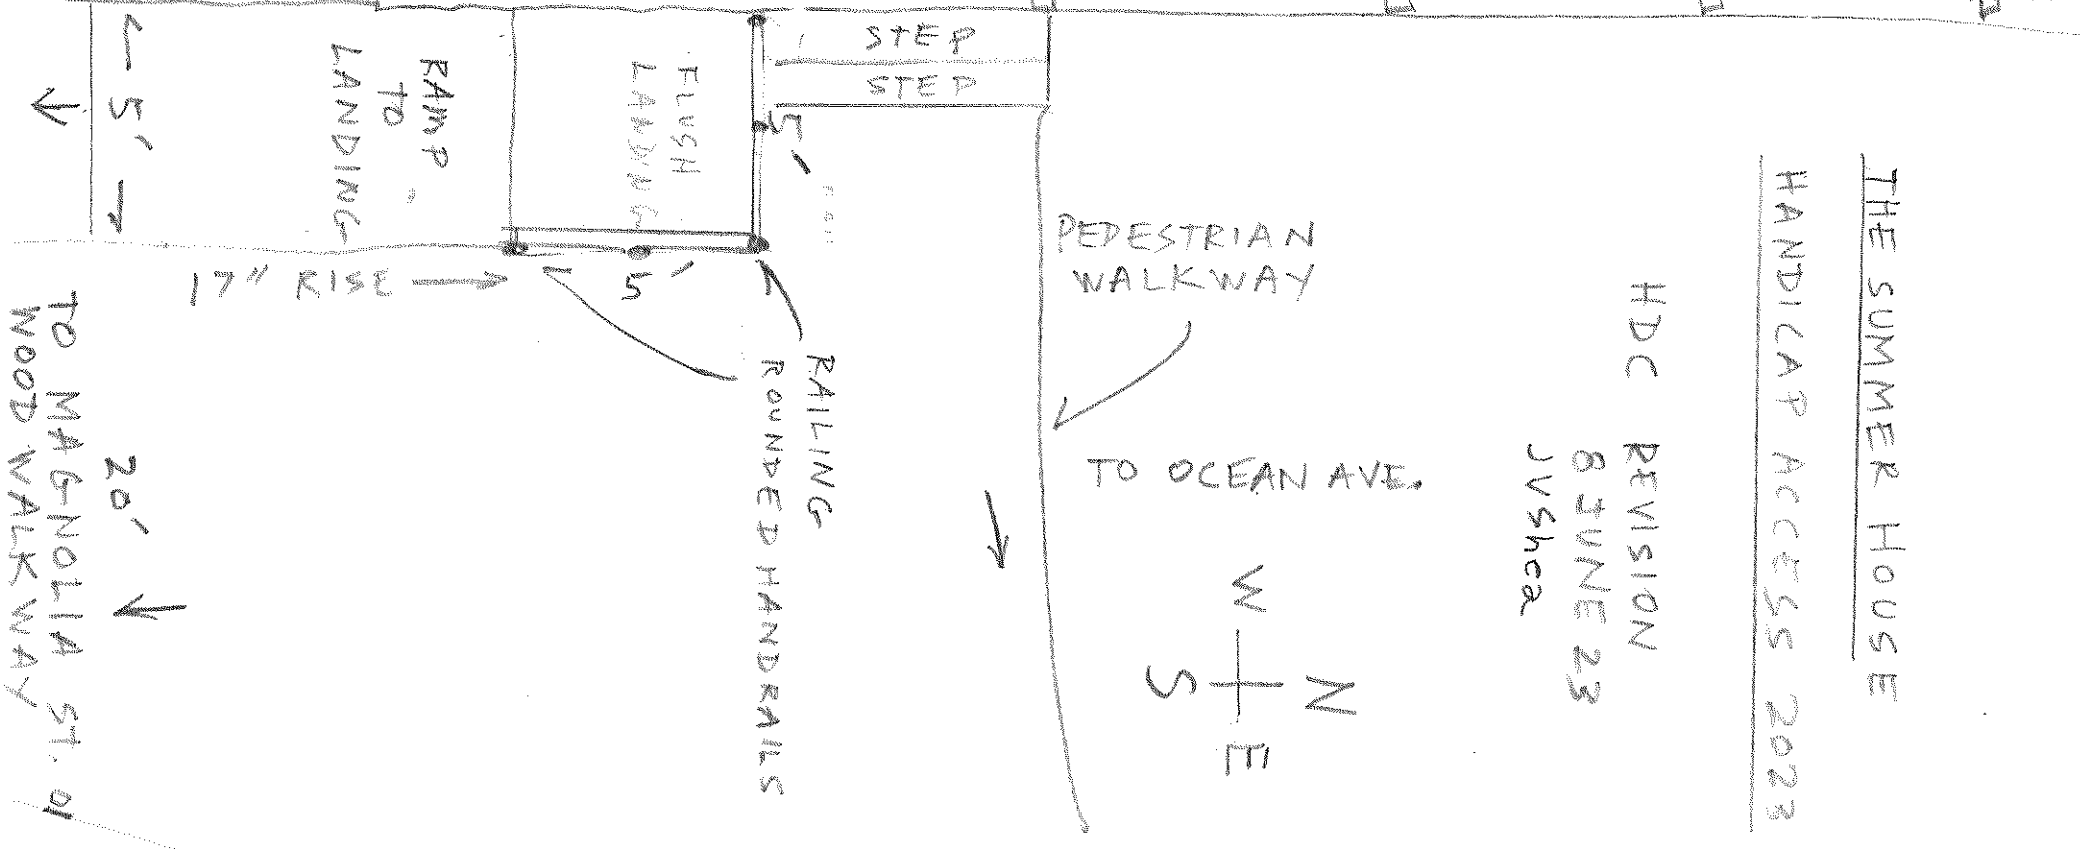 THE SUMMER HOUSE
HANDICAP ACCESS 2023
HDC REVISION
8 JUNE 23
JVShea
STEP
STEP
FLUSH
LANDING
RAMP
TO
LANDING
← 5' →
5'
5'
17" RISE →
RAILING
ROUNDED HANDRAILS
PEDESTRIAN
WALKWAY
TO OCEAN AVE.
W
N
S
E
20'
TO MAGNOLIA ST. ON
WOOD WALKWAY